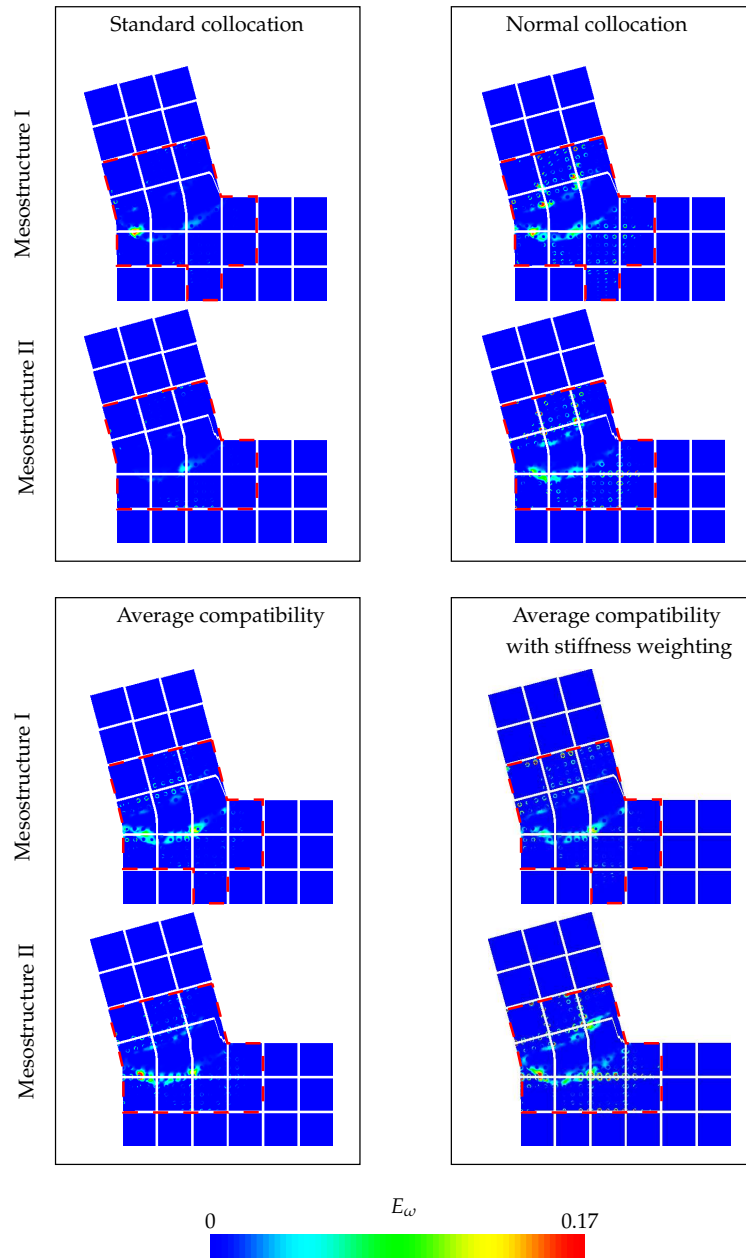 Standard collocation
Normal collocation
Mesostructure I
Mesostructure II
Average compatibility
Average compatibility
with stiffness weighting
Mesostructure I
Mesostructure II
E_ω
0
0.17